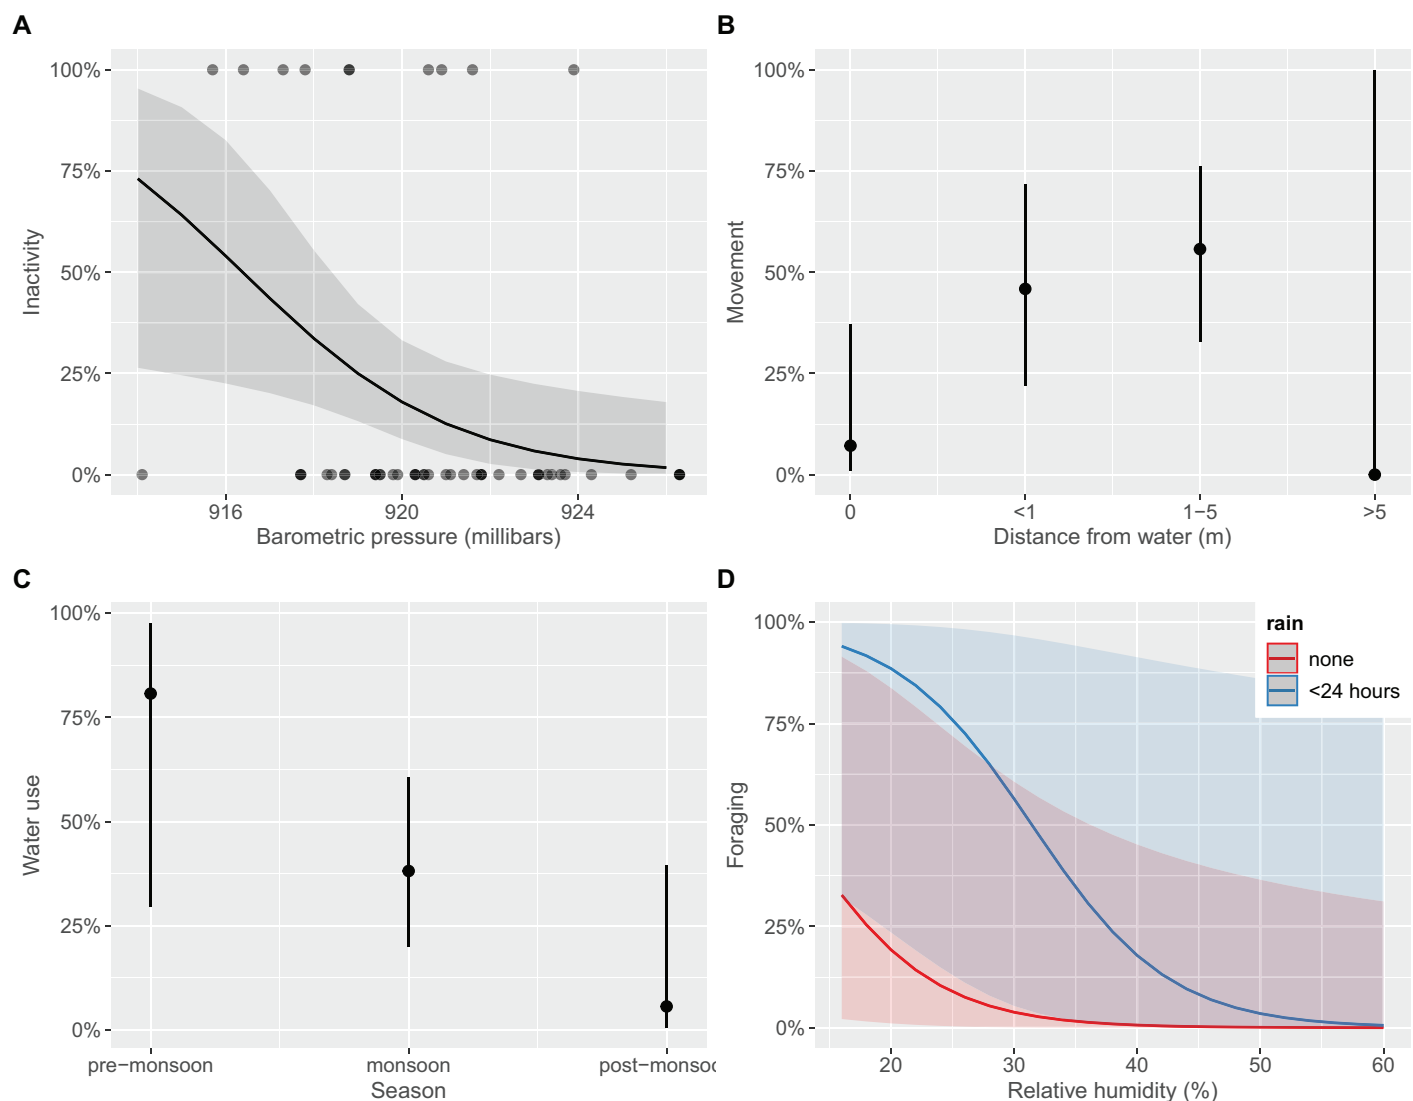 A
100%
75%
50%
25%
0%
Inactivity
916 920 924
Barometric pressure (millibars)
B
100%
75%
50%
25%
0%
Movement
0 <1 1−5 >5
Distance from water (m)
C
100%
75%
50%
25%
0%
Water use
pre−monsoon monsoon post−monsoo
Season
D
100%
75%
50%
25%
0%
Foraging
rain
none
<24 hours
20 30 40 50 60
Relative humidity (%)